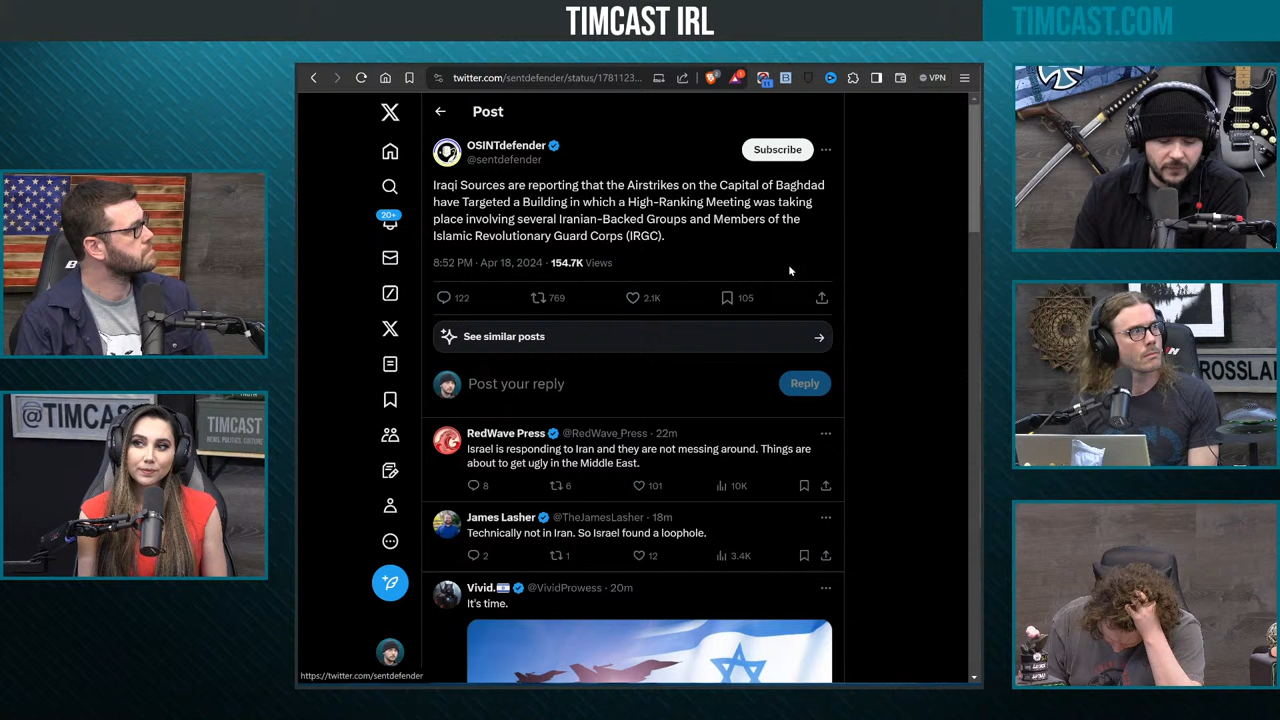 TIMCAST IRL
TIMCAST.COM
twitter.com/sentdefender/status/1781123...
VPN
Post
OSINTdefender
@sentdefender
Subscribe
Iraqi Sources are reporting that the Airstrikes on the Capital of Baghdad
have Targeted a Building in which a High-Ranking Meeting was taking
place involving several Iranian-Backed Groups and Members of the
Islamic Revolutionary Guard Corps (IRGC).
8:52 PM · Apr 18, 2024 · 154.7K Views
122 769 2.1K 105
See similar posts
Post your reply
Reply
20+
RedWave Press @RedWave_Press · 22m
Israel is responding to Iran and they are not messing around. Things are
about to get ugly in the Middle East.
8 6 101 10K
James Lasher @TheJamesLasher · 18m
Technically not in Iran. So Israel found a loophole.
2 1 12 3.4K
Vivid. @VividProwess · 20m
It's time.
https://twitter.com/sentdefender
@TIMCAST
TIMCAST
NEWS. POLITICS. CULTURE
ROSSLAN